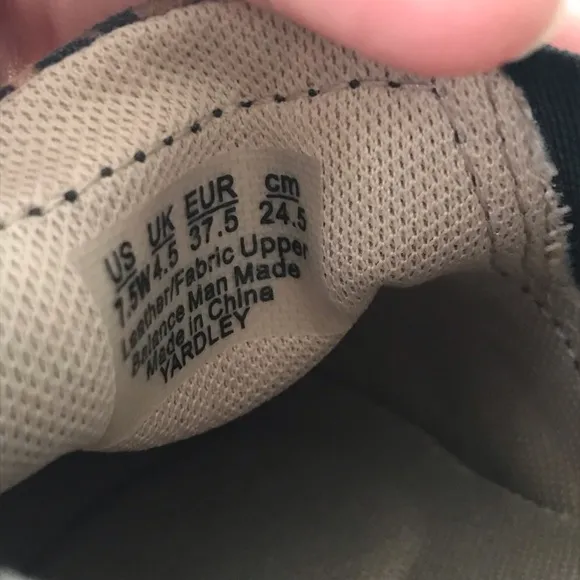 US UK EUR cm
7.5W 4.5 37.5 24.5
Leather/Fabric Upper
Balance Man Made
Made in China
YARDLEY